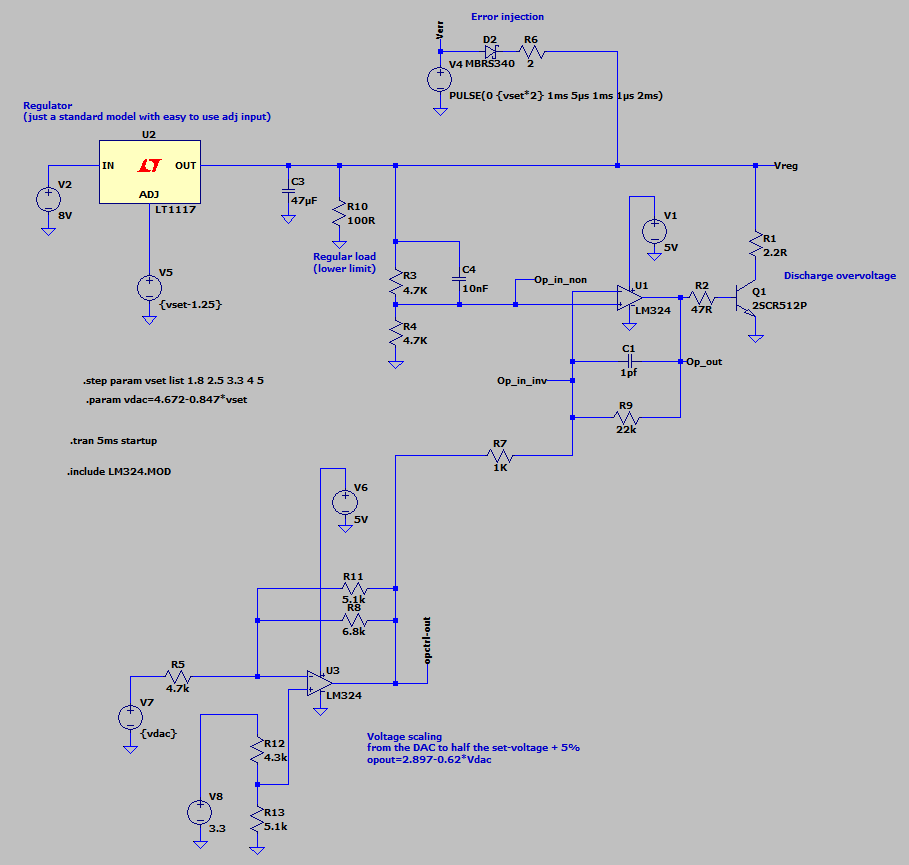 Error injection
Verr
D2
R6
V4
MBRS340
2
PULSE(0 {vset*2} 1ms 5µs 1ms 1µs 2ms)
Regulator
(just a standard model with easy to use adj input)
U2
IN
OUT
ADJ
LT1117
V2
8V
V5
{vset-1.25}
C3
47µF
R10
100R
Regular load
(lower limit)
Vreg
R3
4.7K
C4
10nF
R4
4.7K
Op_in_non
V1
5V
U1
LM324
R2
47R
R1
2.2R
Discharge overvoltage
Q1
2SCR512P
C1
1pf
Op_out
Op_in_inv
R9
22k
R7
1K
.step param vset list 1.8 2.5 3.3 4 5
.param vdac=4.672-0.847*vset
.tran 5ms startup
.include LM324.MOD
V6
5V
R11
5.1k
R8
6.8k
opctrl-out
R5
4.7k
U3
LM324
V7
{vdac}
R12
4.3k
V8
3.3
R13
5.1k
Voltage scaling
from the DAC to half the set-voltage + 5%
opout=2.897-0.62*Vdac